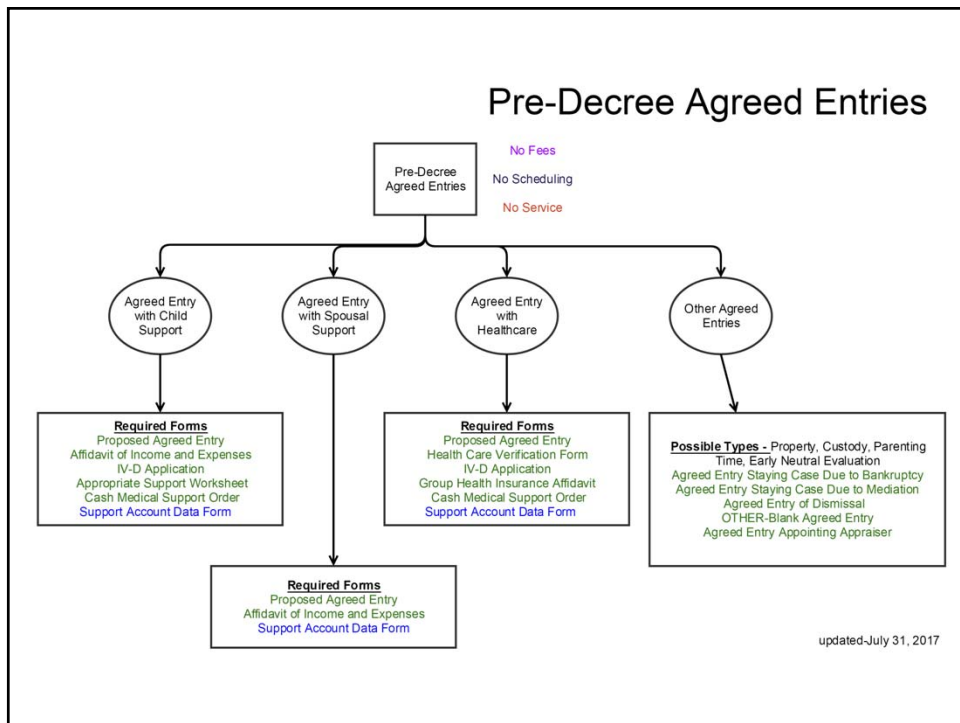 Pre-Decree Agreed Entries
Pre-Decree
Agreed Entries
No Fees
No Scheduling
No Service
Agreed Entry
with Child
Support
Agreed Entry
with Spousal
Support
Agreed Entry
with
Healthcare
Other Agreed
Entries
Required Forms
Proposed Agreed Entry
Affidavit of Income and Expenses
IV-D Application
Appropriate Support Worksheet
Cash Medical Support Order
Support Account Data Form
Required Forms
Proposed Agreed Entry
Health Care Verification Form
IV-D Application
Group Health Insurance Affidavit
Cash Medical Support Order
Support Account Data Form
Possible Types - Property, Custody, Parenting
Time, Early Neutral Evaluation
Agreed Entry Staying Case Due to Bankruptcy
Agreed Entry Staying Case Due to Mediation
Agreed Entry of Dismissal
OTHER-Blank Agreed Entry
Agreed Entry Appointing Appraiser
Required Forms
Proposed Agreed Entry
Affidavit of Income and Expenses
Support Account Data Form
updated-July 31, 2017